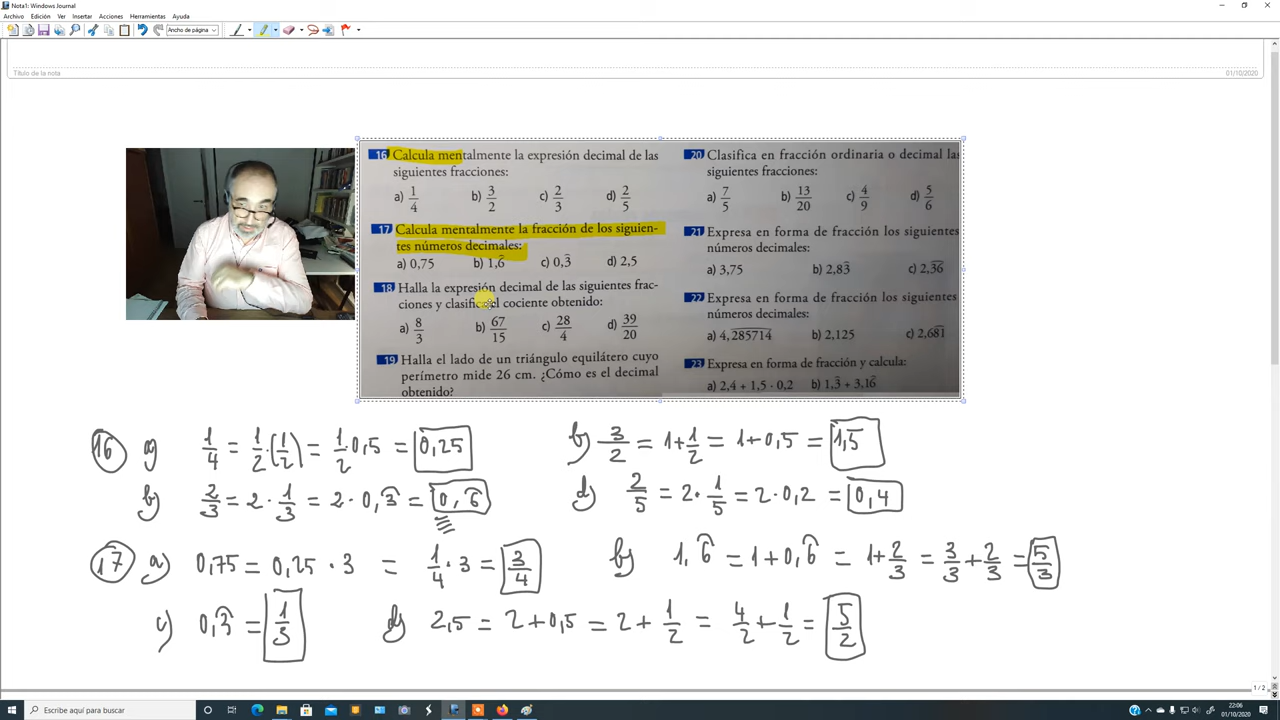 Nota1: Windows Journal
Archivo Edición Ver Insertar Acciones Herramientas Ayuda
Ancho de página
Título de la nota
01/10/2020
16 Calcula mentalmente la expresión decimal de las
siguientes fracciones:
a) 1/4 b) 3/2 c) 2/3 d) 2/5
17 Calcula mentalmente la fracción de los siguien-
tes números decimales:
a) 0,75 b) 1,6̂ c) 0,3̂ d) 2,5
18 Halla la expresión decimal de las siguientes frac-
ciones y clasifica el cociente obtenido:
a) 8/3 b) 67/15 c) 28/4 d) 39/20
19 Halla el lado de un triángulo equilátero cuyo
perímetro mide 26 cm. ¿Cómo es el decimal
obtenido?
20 Clasifica en fracción ordinaria o decimal las
siguientes fracciones:
a) 7/5 b) 13/20 c) 4/9 d) 5/6
21 Expresa en forma de fracción los siguientes
números decimales:
a) 3,75 b) 2,83̂ c) 2,3͡6
22 Expresa en forma de fracción los siguientes
números decimales:
a) 4,2͡8͡5͡7͡1͡4 b) 2,125 c) 2,68͡1
23 Expresa en forma de fracción y calcula:
a) 2,4 + 1,5 · 0,2 b) 1,3̂ + 3,16̂
16 a) 1/4 = 1/2·(1/2) = 1/2·0,5 = 0,25 b) 3/2 = 1+1/2 = 1+0,5 = 1,5
b) 2/3 = 2·1/3 = 2·0,3̂ = 0,6̂ d) 2/5 = 2·1/5 = 2·0,2 = 0,4
17 a) 0,75 = 0,25·3 = 1/4·3 = 3/4 b) 1,6̂ = 1+0,6̂ = 1+2/3 = 3/3+2/3 = 5/3
c) 0,3̂ = 1/3 d) 2,5 = 2+0,5 = 2+1/2 = 4/2+1/2 = 5/2
1 / 2
Escribe aquí para buscar
22:06
01/10/2020